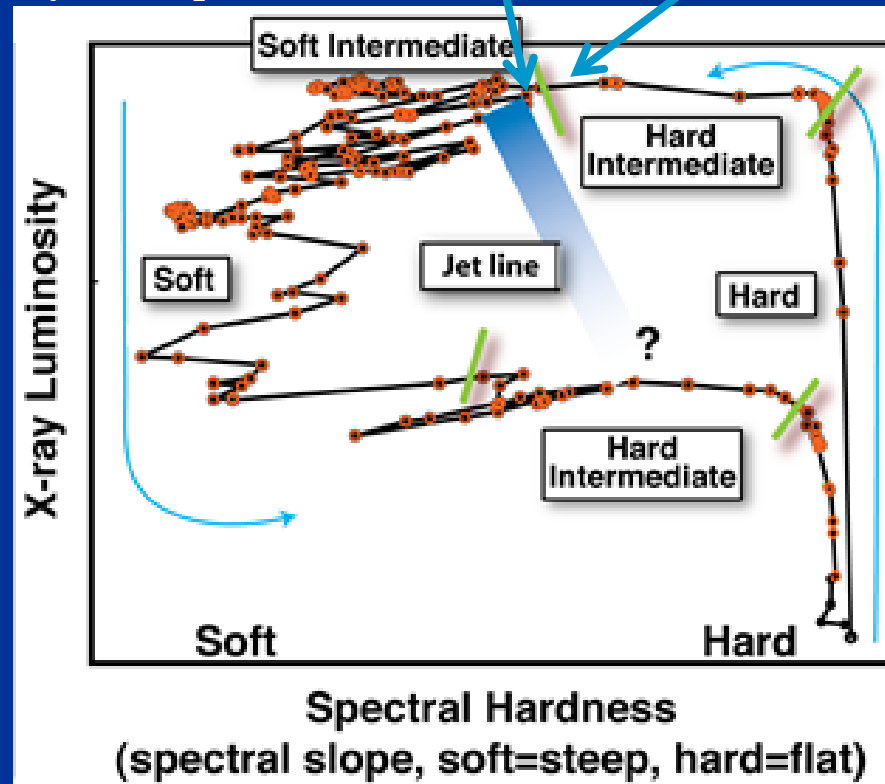 Soft Intermediate
Hard
Intermediate
Jet line
Soft
Hard
?
Hard
Intermediate
X-ray Luminosity
Soft
Hard
Spectral Hardness
(spectral slope, soft=steep, hard=flat)